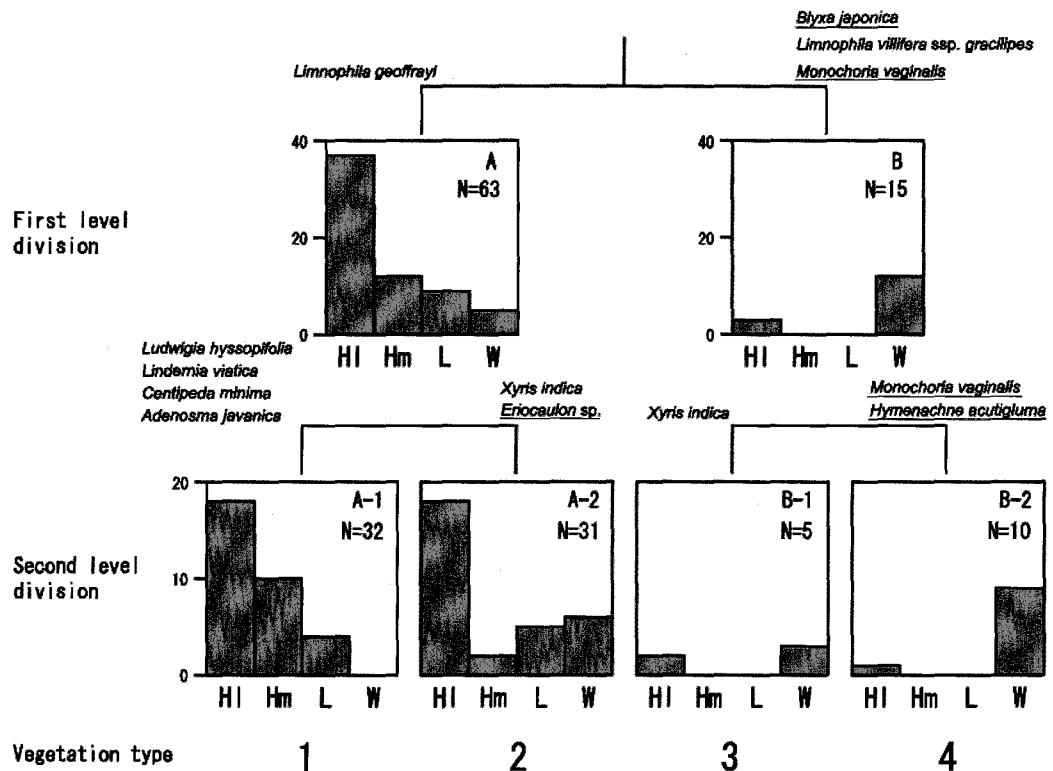 Blyxa japonica
Limnophila villifera ssp. gracilipes
Monochoria vaginalis
Limnophila geoffrayi
40
20
0
A
N=63
Hl Hm L W
40
20
0
B
N=15
Hl Hm L W
First level
division
Ludwigia hyssopifolia
Lindernia viatica
Centipeda minima
Adenosma javanica
Xyris indica
Eriocaulon sp.
Xyris indica
Monochoria vaginalis
Hymenachne acutigluma
20
10
0
A-1
N=32
Hl Hm L W
A-2
N=31
Hl Hm L W
B-1
N=5
Hl Hm L W
B-2
N=10
Hl Hm L W
Second level
division
Vegetation type 1 2 3 4